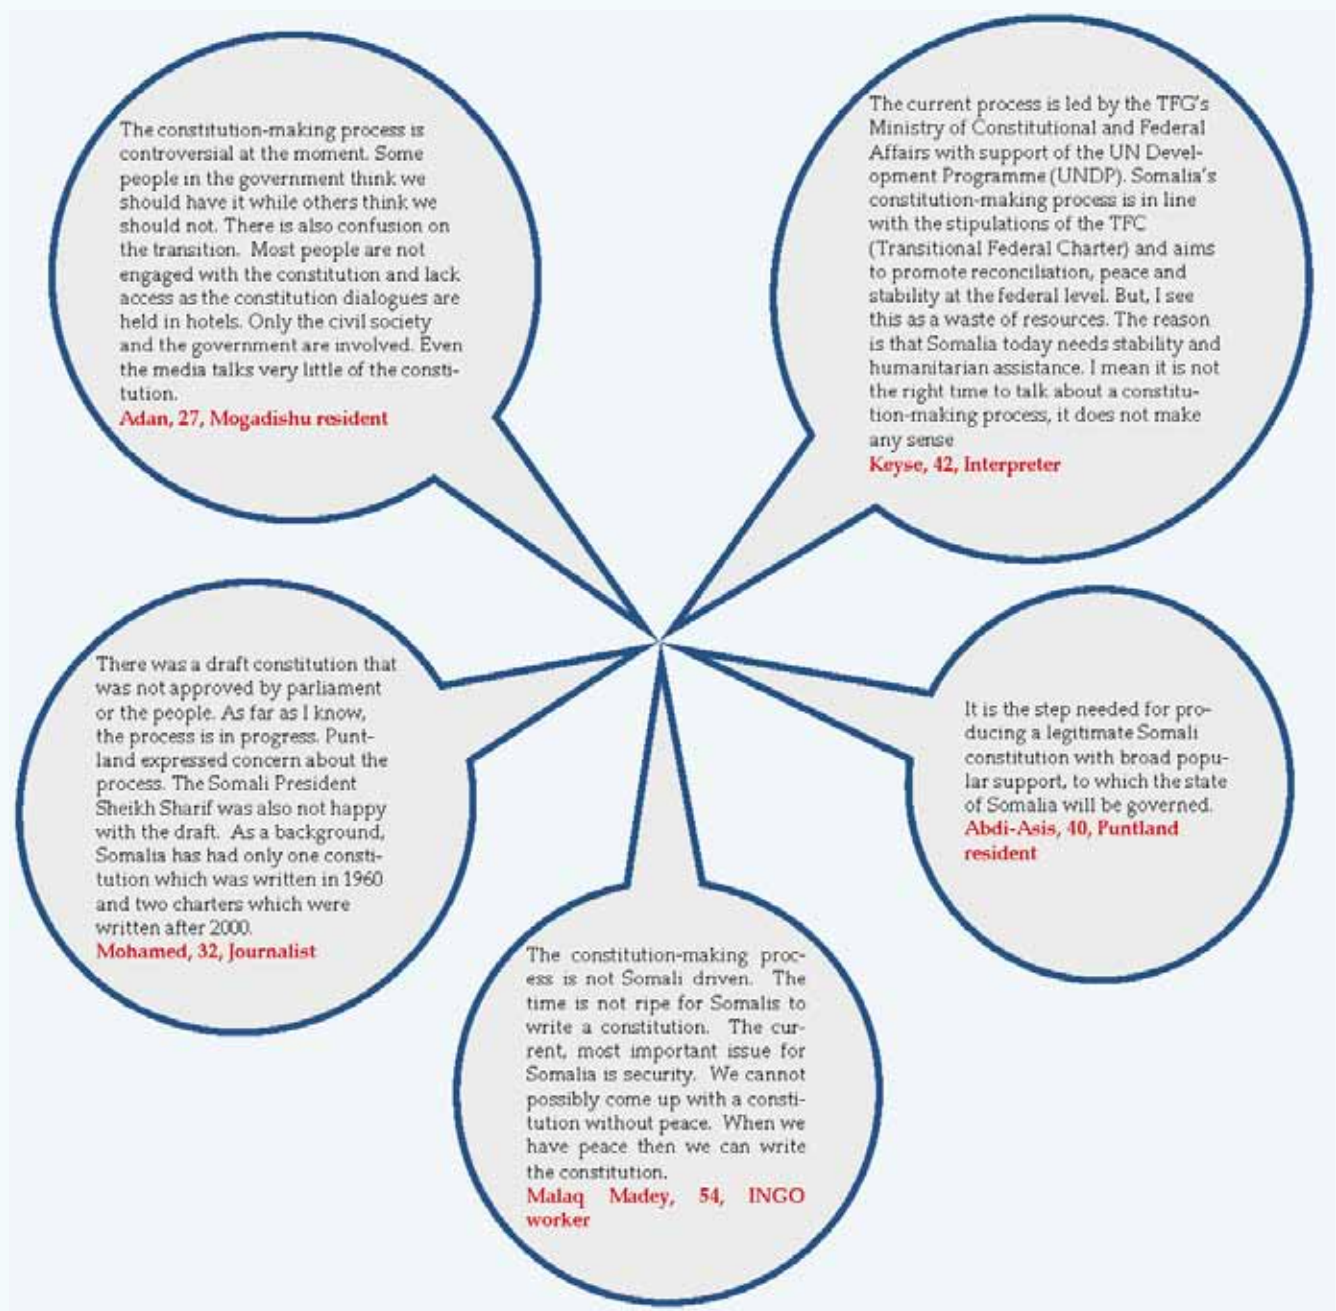 The constitution-making process is
controversial at the moment. Some
people in the government think we
should have it while others think we
should not. There is also confusion on
the transition. Most people are not
engaged with the constitution and lack
access as the constitution dialogues are
held in hotels. Only the civil society
and the government are involved. Even
the media talks very little of the consti-
tution.
Adan, 27, Mogadishu resident
The current process is led by the TFG's
Ministry of Constitutional and Federal
Affairs with support of the UN Devel-
opment Programme (UNDP). Somalia's
constitution-making process is in line
with the stipulations of the TFC
(Transitional Federal Charter) and aims
to promote reconciliation, peace and
stability at the federal level. But, I see
this as a waste of resources. The reason
is that Somalia today needs stability and
humanitarian assistance. I mean it is not
the right time to talk about a constitu-
tion-making process, it does not make
any sense
Keyse, 42, Interpreter
There was a draft constitution that
was not approved by parliament
or the people. As far as I know,
the process is in progress. Punt-
land expressed concern about the
process. The Somali President
Sheikh Sharif was also not happy
with the draft. As a background,
Somalia has had only one consti-
tution which was written in 1960
and two charters which were
written after 2000.
Mohamed, 32, Journalist
It is the step needed for pro-
ducing a legitimate Somali
constitution with broad popu-
lar support, to which the state
of Somalia will be governed.
Abdi-Asis, 40, Puntland
resident
The constitution-making proc-
ess is not Somali driven. The
time is not ripe for Somalis to
write a constitution. The cur-
rent, most important issue for
Somalia is security. We cannot
possibly come up with a consti-
tution without peace. When we
have peace then we can write
the constitution.
Malaq Madey, 54, INGO
worker